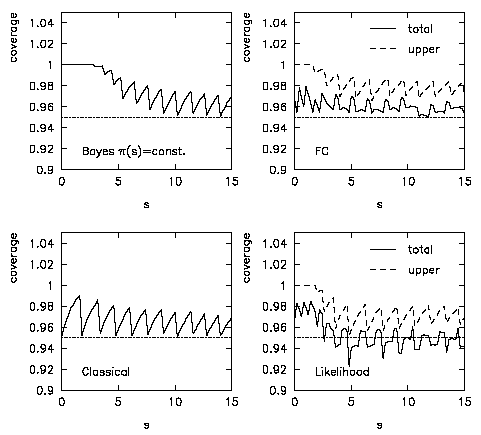 coverage
1.04
1.02
1
0.98
0.96
0.94
0.92
0.9
Bayes π(s)=const.
0 5 10 15
s
coverage
1.04
1.02
1
0.98
0.96
0.94
0.92
0.9
total
upper
FC
0 5 10 15
s
coverage
1.04
1.02
1
0.98
0.96
0.94
0.92
0.9
Classical
0 5 10 15
s
coverage
1.04
1.02
1
0.98
0.96
0.94
0.92
0.9
total
upper
Likelihood
0 5 10 15
s